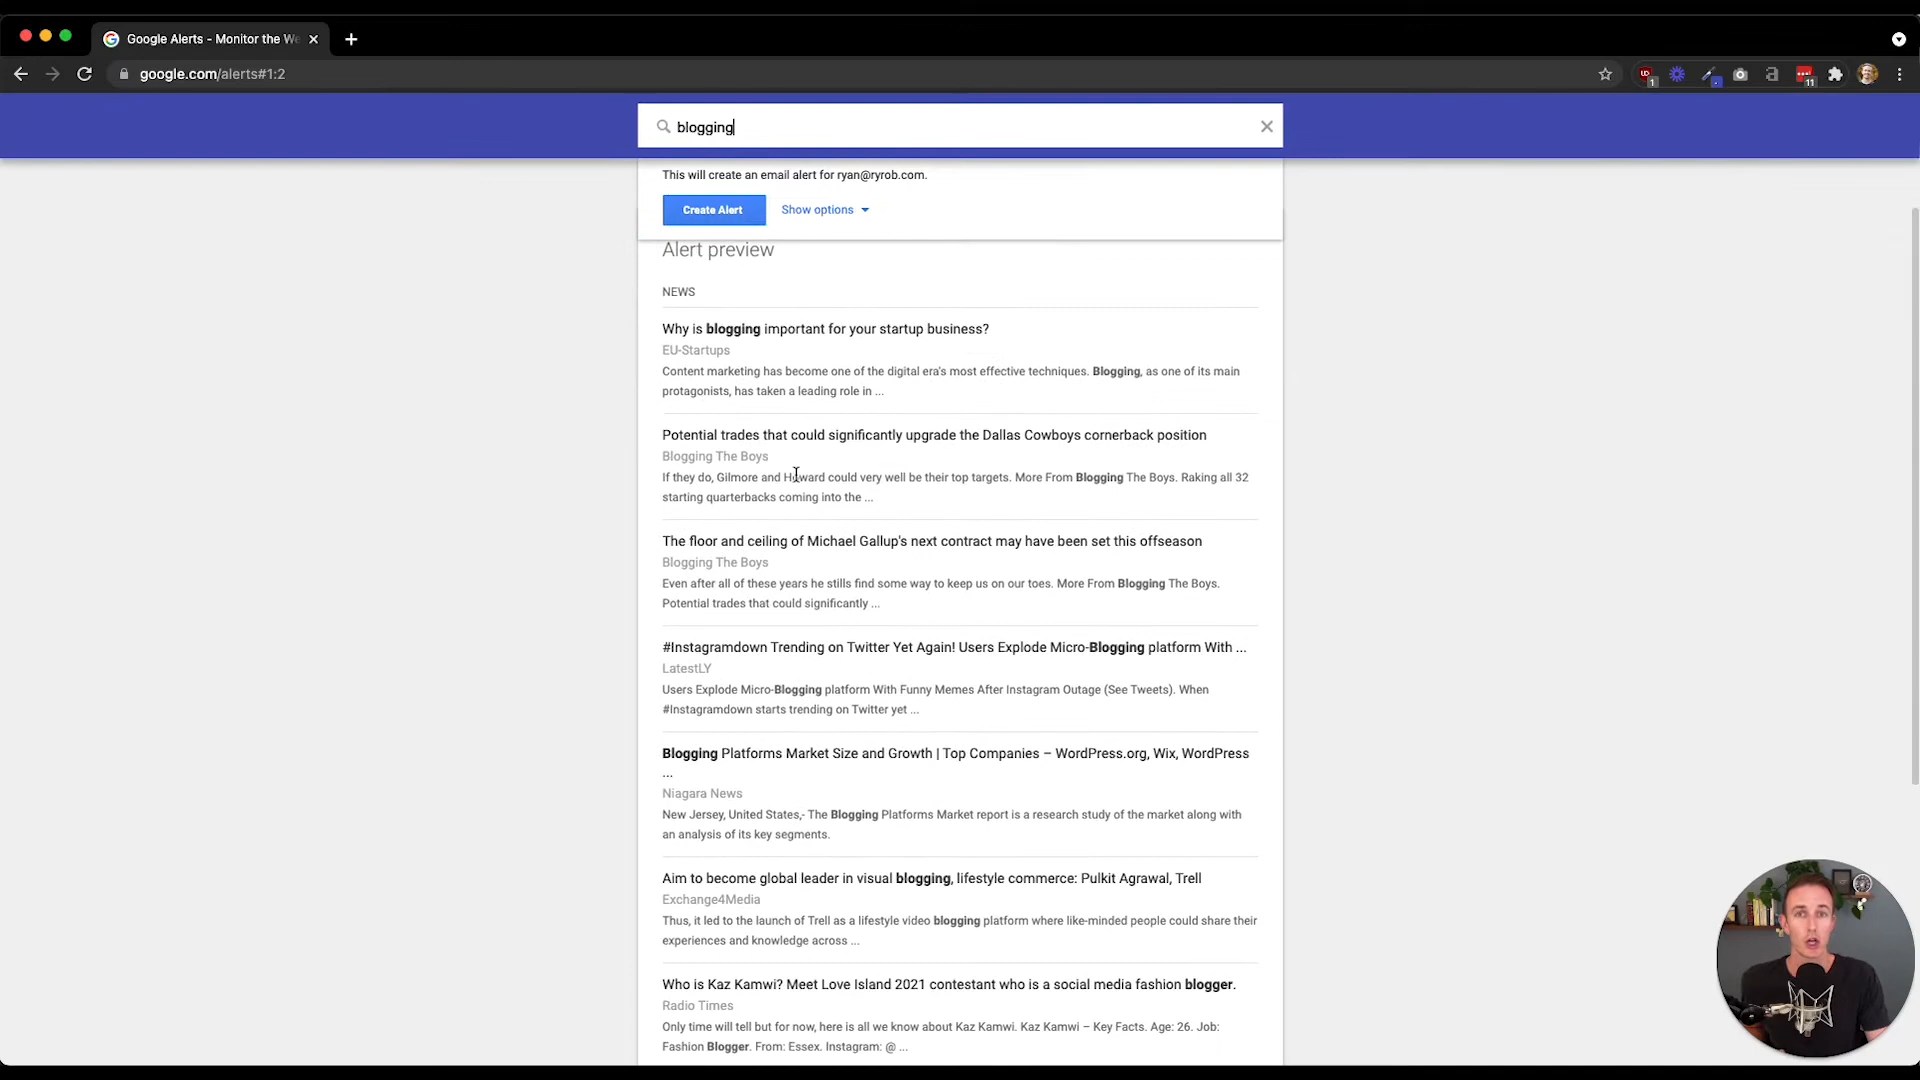 Google Alerts - Monitor the We
google.com/alerts#1:2
1
11
blogging
This will create an email alert for ryan@ryrob.com.
Create Alert
Show options
Alert preview
NEWS
Why is blogging important for your startup business?
EU-Startups
Content marketing has become one of the digital era's most effective techniques. Blogging, as one of its main
protagonists, has taken a leading role in ...
Potential trades that could significantly upgrade the Dallas Cowboys cornerback position
Blogging The Boys
If they do, Gilmore and Howard could very well be their top targets. More From Blogging The Boys. Raking all 32
starting quarterbacks coming into the ...
The floor and ceiling of Michael Gallup's next contract may have been set this offseason
Blogging The Boys
Even after all of these years he stills find some way to keep us on our toes. More From Blogging The Boys.
Potential trades that could significantly ...
#Instagramdown Trending on Twitter Yet Again! Users Explode Micro-Blogging platform With ...
LatestLY
Users Explode Micro-Blogging platform With Funny Memes After Instagram Outage (See Tweets). When
#Instagramdown starts trending on Twitter yet ...
Blogging Platforms Market Size and Growth | Top Companies – WordPress.org, Wix, WordPress
...
Niagara News
New Jersey, United States,- The Blogging Platforms Market report is a research study of the market along with
an analysis of its key segments.
Aim to become global leader in visual blogging, lifestyle commerce: Pulkit Agrawal, Trell
Exchange4Media
Thus, it led to the launch of Trell as a lifestyle video blogging platform where like-minded people could share their
experiences and knowledge across ...
Who is Kaz Kamwi? Meet Love Island 2021 contestant who is a social media fashion blogger.
Radio Times
Only time will tell but for now, here is all we know about Kaz Kamwi. Kaz Kamwi – Key Facts. Age: 26. Job:
Fashion Blogger. From: Essex. Instagram: @ ...